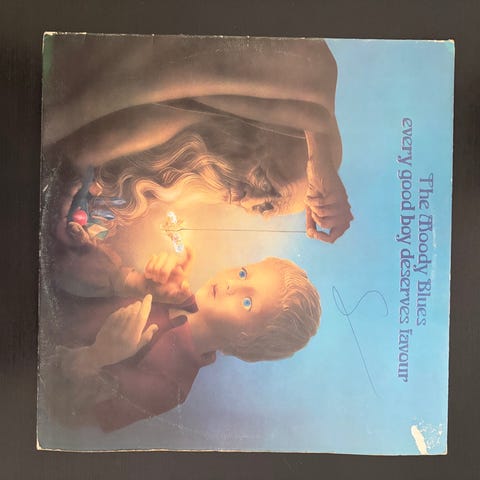 The Moody Blues
every good boy deserves favour